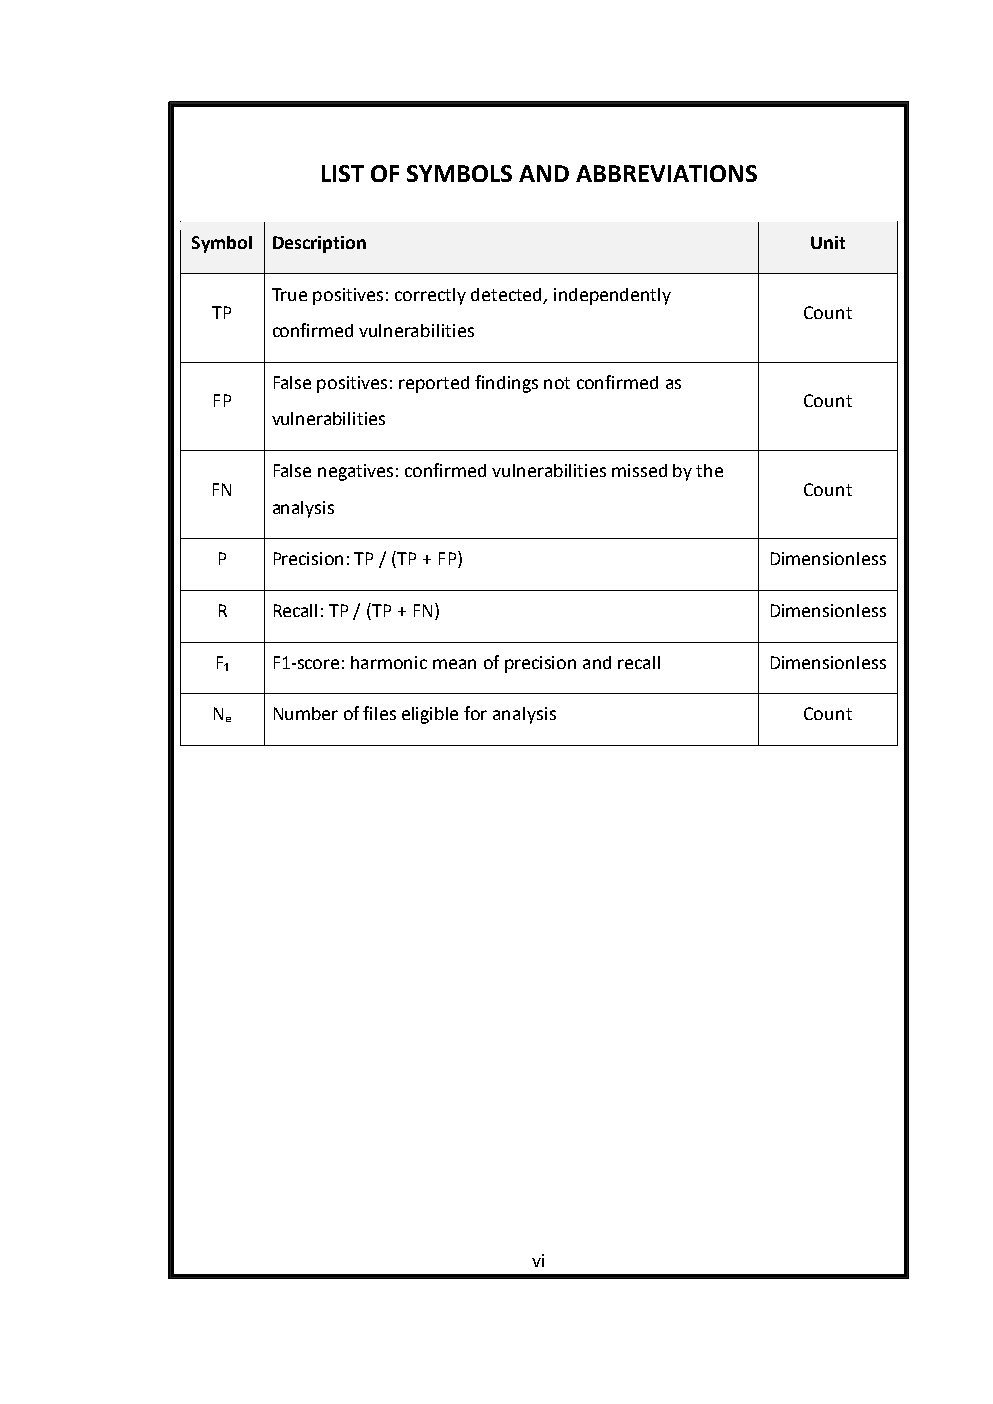 LIST OF SYMBOLS AND ABBREVIATIONS
Symbol Description Unit
TP True positives: correctly detected, independently
confirmed vulnerabilities Count
FP False positives: reported findings not confirmed as
vulnerabilities Count
FN False negatives: confirmed vulnerabilities missed by the
analysis Count
P Precision: TP / (TP + FP) Dimensionless
R Recall: TP / (TP + FN) Dimensionless
F₁ F1-score: harmonic mean of precision and recall Dimensionless
Nₑ Number of files eligible for analysis Count
vi